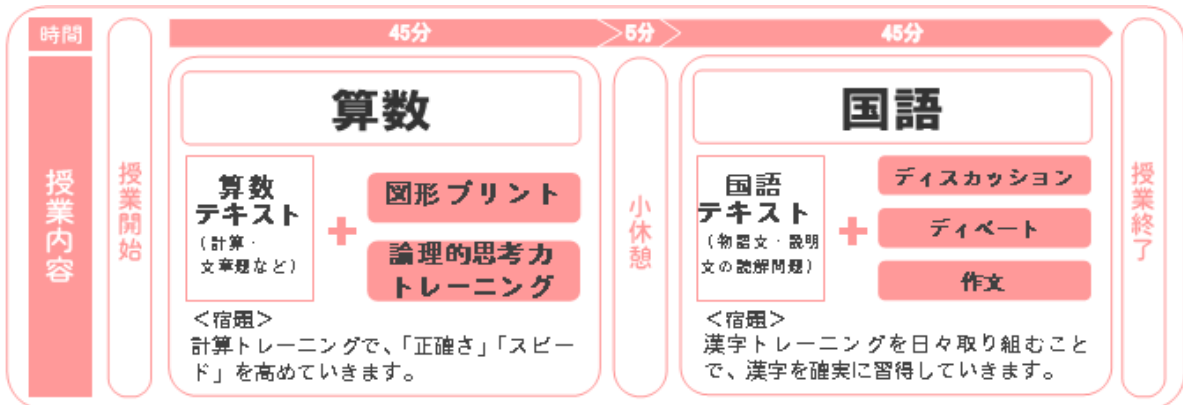 時間
45分
5分
45分
授業内容
授業開始
算数
算数
テキスト
(計算・
文章題など)
+
図形プリント
論理的思考力
トレーニング
<宿題>
計算トレーニングで、「正確さ」「スピー
ド」を高めていきます。
小休憩
国語
国語
テキスト
(物語文・説明
文の読解問題)
+
ディスカッション
ディベート
作文
<宿題>
漢字トレーニングを日々取り組むこと
で、漢字を確実に習得していきます。
授業終了